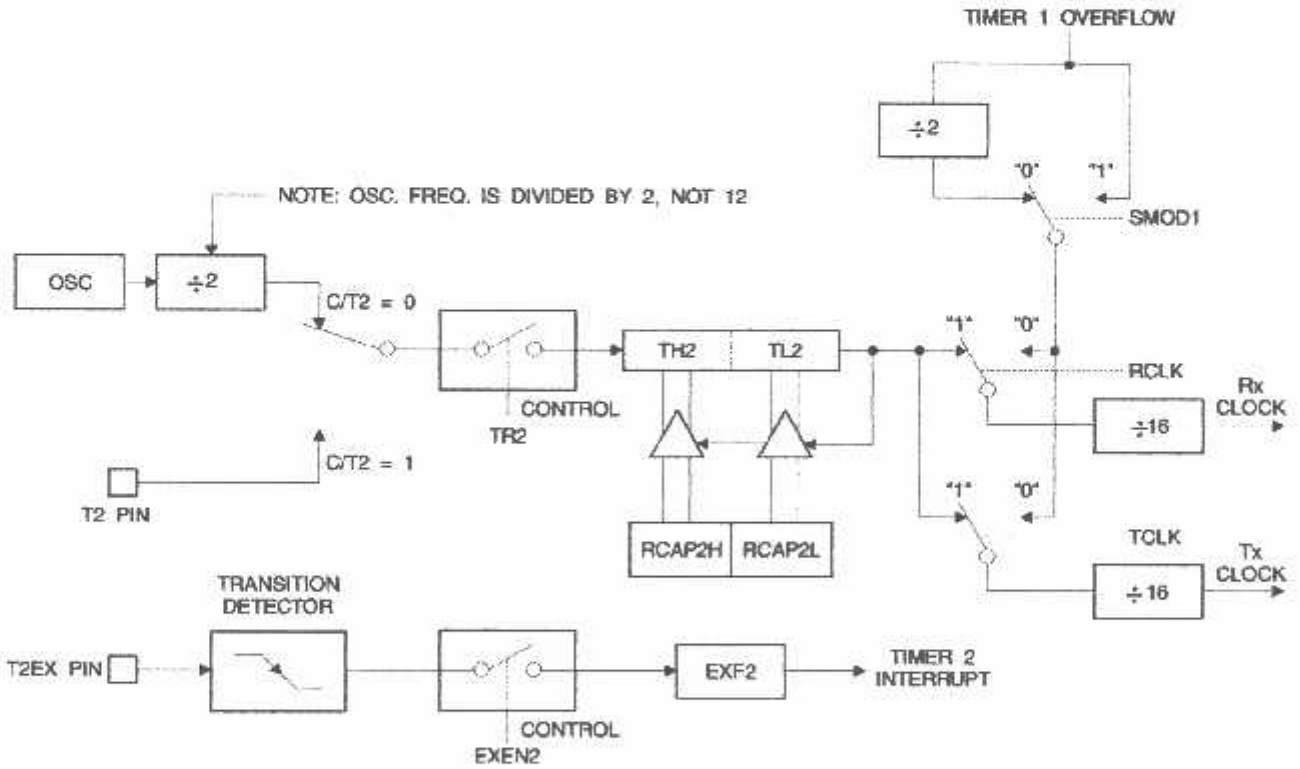 TIMER 1 OVERFLOW
÷2
"0" "1"
NOTE: OSC. FREQ. IS DIVIDED BY 2, NOT 12
SMOD1
OSC
÷2
C/T2 = 0
"1" "0"
TH2 TL2
RCLK
Rx
CLOCK
CONTROL
TR2
÷16
C/T2 = 1
"1" "0"
T2 PIN
RCAP2H RCAP2L
TCLK
Tx
CLOCK
TRANSITION
DETECTOR
÷16
T2EX PIN
EXF2
TIMER 2
INTERRUPT
CONTROL
EXEN2